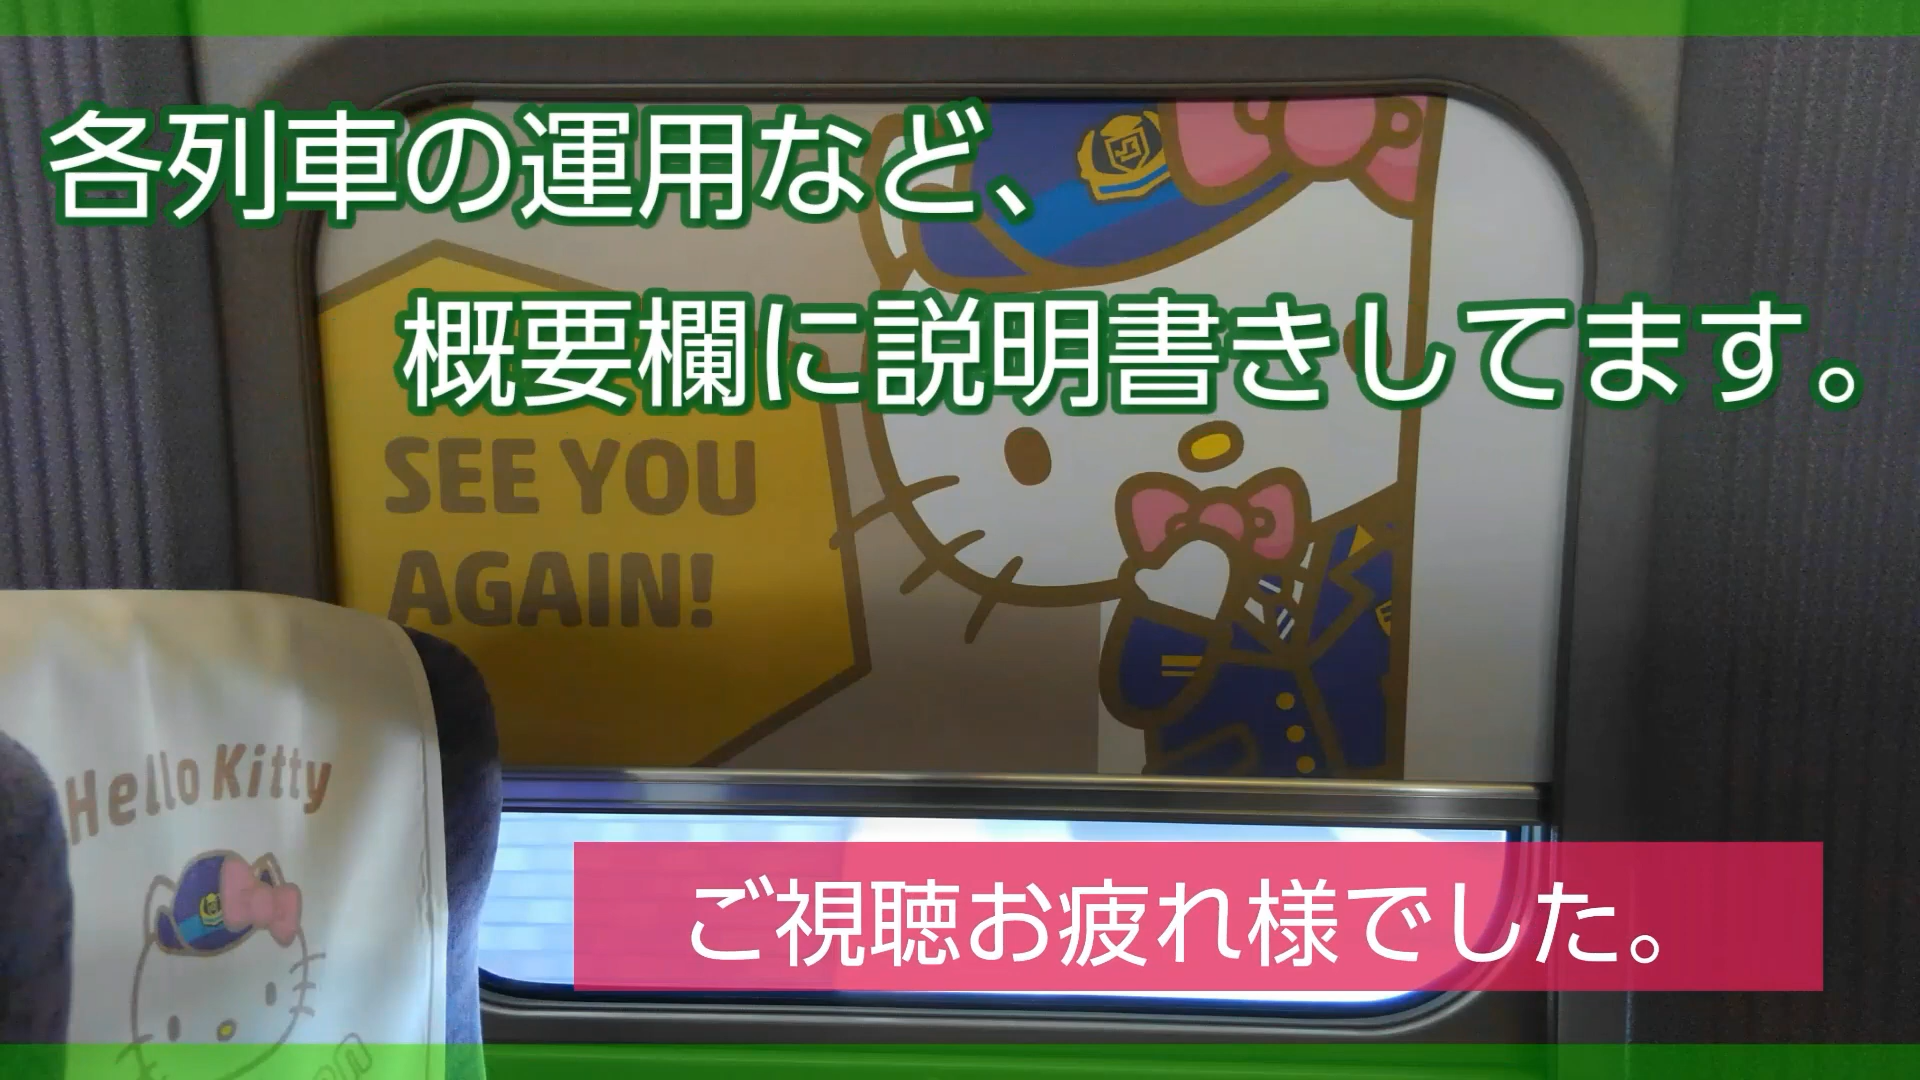 各列車の運用など、
概要欄に説明書きしてます。
SEE YOU
AGAIN!
Hello Kitty
ご視聴お疲れ様でした。